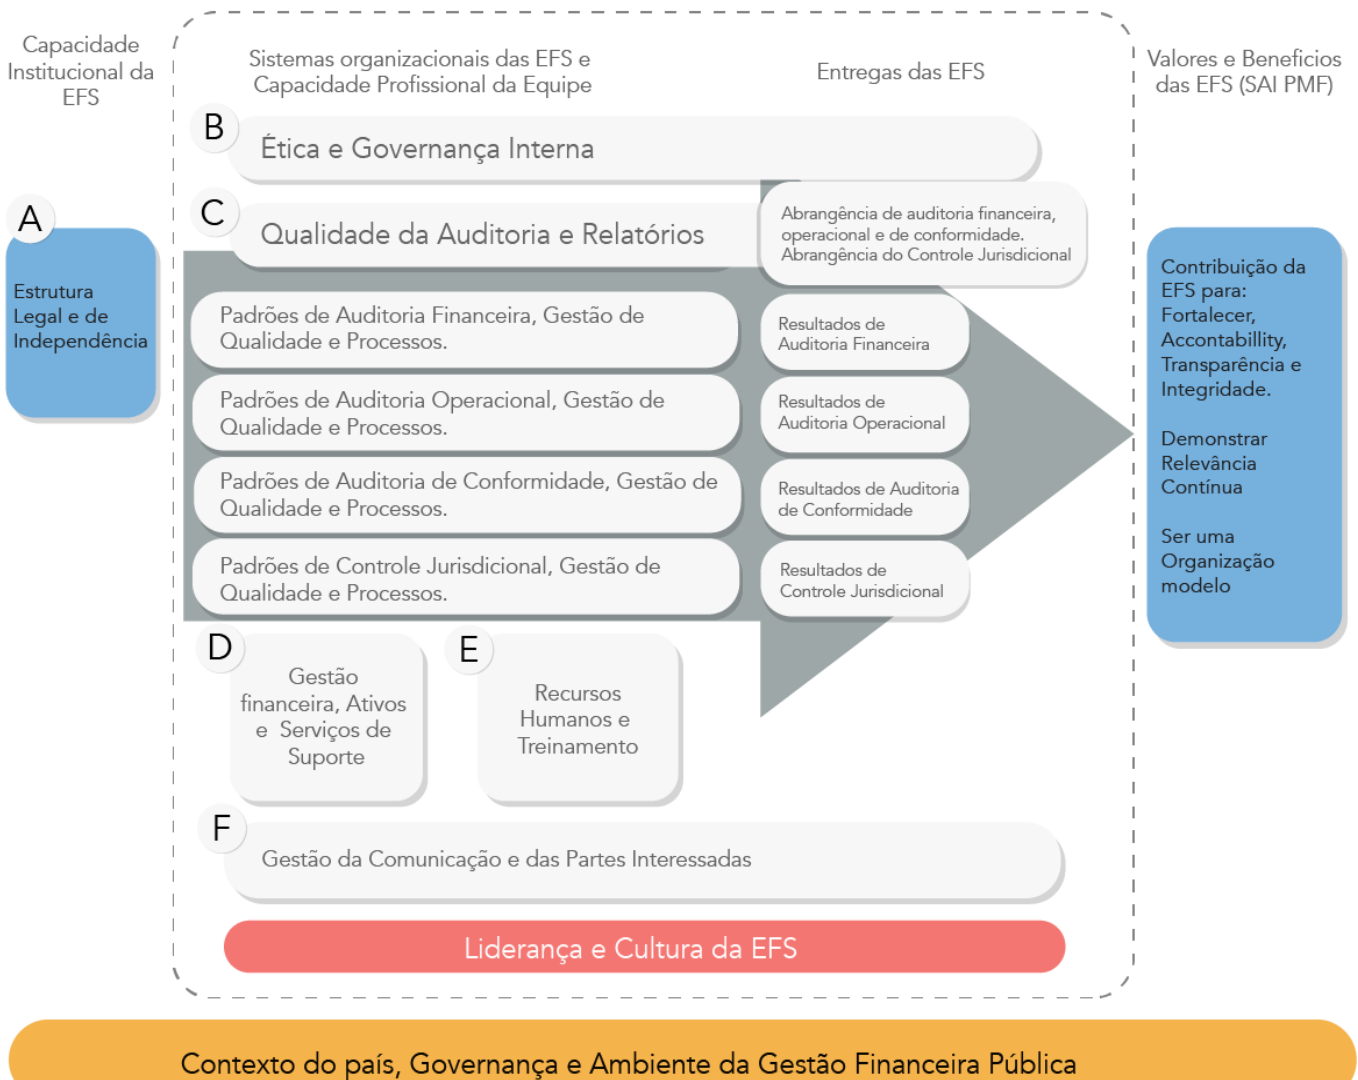 Capacidade
Institucional da
EFS
Sistemas organizacionais das EFS e
Capacidade Profissional da Equipe
Entregas das EFS
Valores e Beneficios
das EFS (SAI PMF)
B
Ética e Governança Interna
A
Estrutura
Legal e de
Independência
C
Qualidade da Auditoria e Relatórios
Abrangência de auditoria financeira,
operacional e de conformidade.
Abrangência do Controle Jurisdicional
Padrões de Auditoria Financeira, Gestão de
Qualidade e Processos.
Resultados de
Auditoria Financeira
Padrões de Auditoria Operacional, Gestão de
Qualidade e Processos.
Resultados de
Auditoria Operacional
Padrões de Auditoria de Conformidade, Gestão de
Qualidade e Processos.
Resultados de Auditoria
de Conformidade
Padrões de Controle Jurisdicional, Gestão de
Qualidade e Processos.
Resultados de
Controle Jurisdicional
Contribuição da
EFS para:
Fortalecer,
Accontabillity,
Transparência e
Integridade.
Demonstrar
Relevância
Contínua
Ser uma
Organização
modelo
D
Gestão
financeira, Ativos
e Serviços de
Suporte
E
Recursos
Humanos e
Treinamento
F
Gestão da Comunicação e das Partes Interessadas
Liderança e Cultura da EFS
Contexto do país, Governança e Ambiente da Gestão Financeira Pública